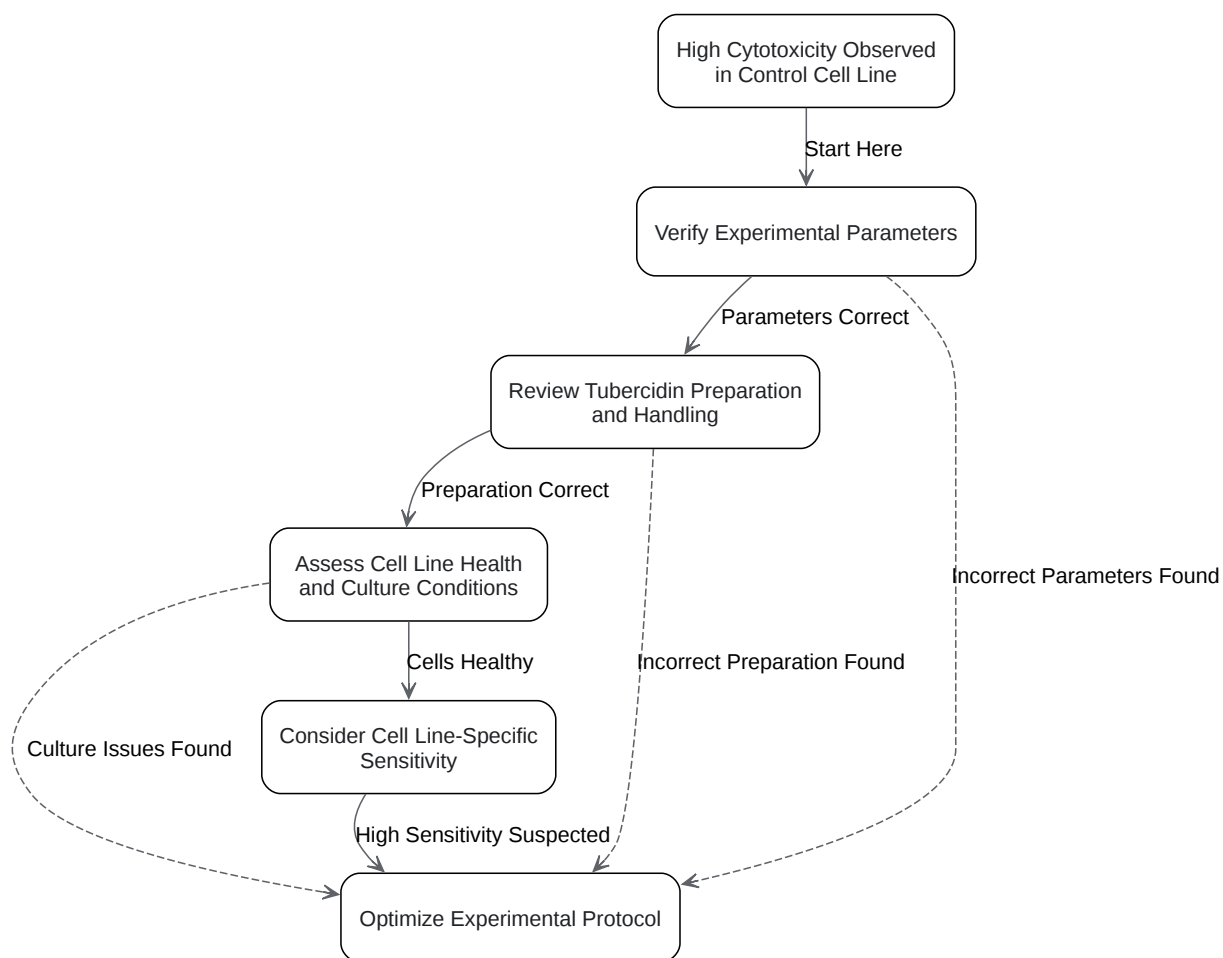 High Cytotoxicity Observed
in Control Cell Line
Start Here
Verify Experimental Parameters
Parameters Correct
Review Tubercidin Preparation
and Handling
Preparation Correct
Assess Cell Line Health
and Culture Conditions
Incorrect Parameters Found
Cells Healthy
Incorrect Preparation Found
Consider Cell Line-Specific
Sensitivity
Culture Issues Found
High Sensitivity Suspected
Optimize Experimental Protocol